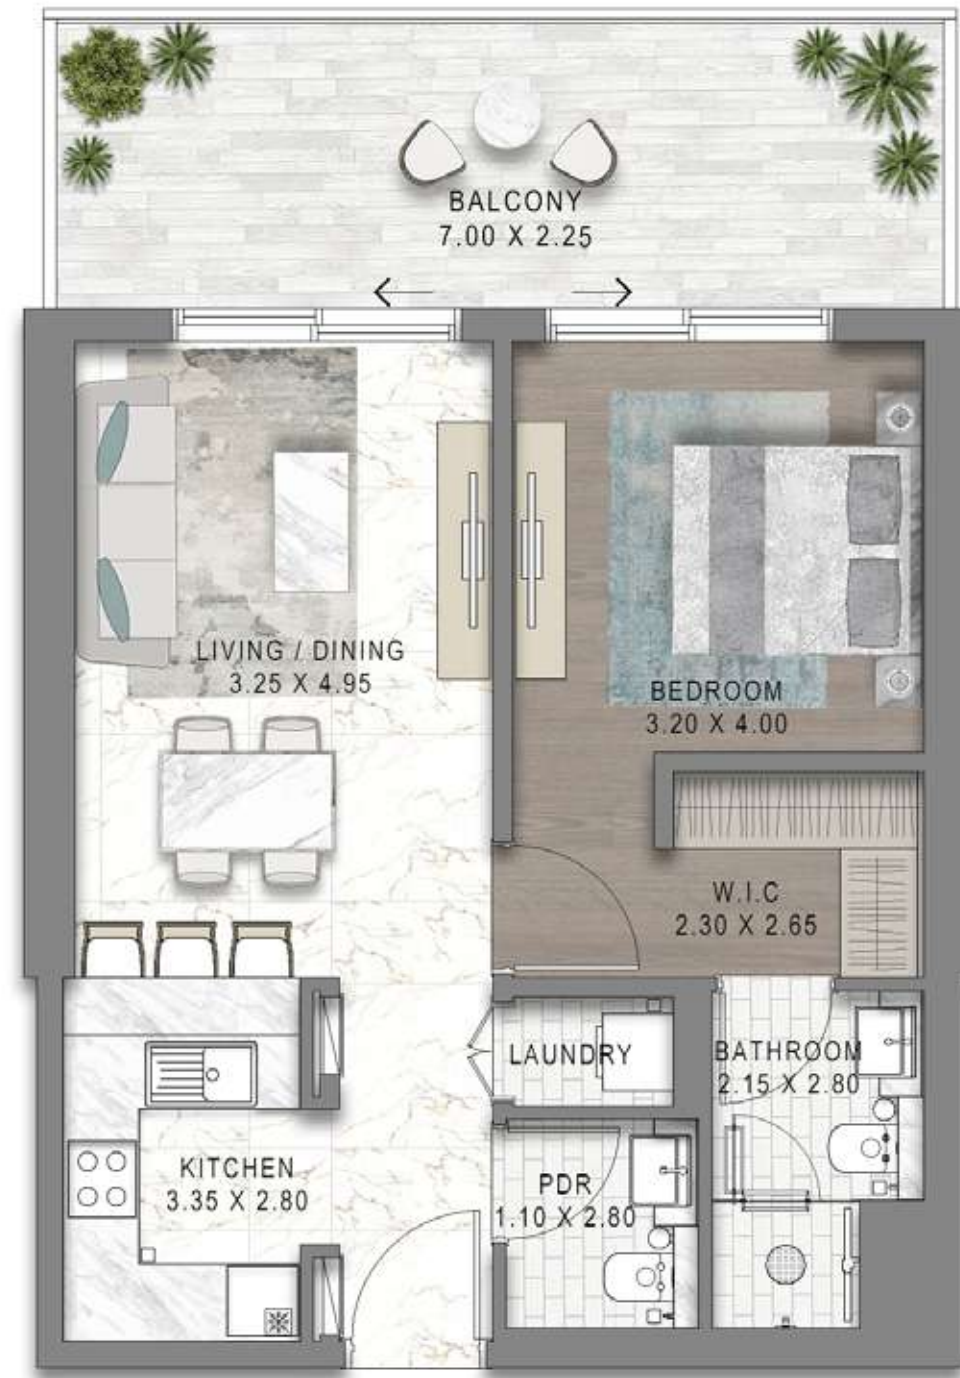 BALCONY
7.00 X 2.25
LIVING / DINING
3.25 X 4.95
BEDROOM
3.20 X 4.00
W.I.C
2.30 X 2.65
LAUNDRY
BATHROOM
2.15 X 2.80
KITCHEN
3.35 X 2.80
PDR
1.10 X 2.80